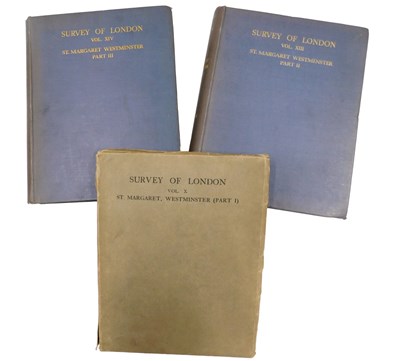 SURVEY OF LONDON
VOL. XIV
ST. MARGARET WESTMINSTER
PART III
SURVEY OF LONDON
VOL. XIII
ST. MARGARET WESTMINSTER
PART II
SURVEY OF LONDON
VOL. X
ST. MARGARET, WESTMINSTER (PART I)